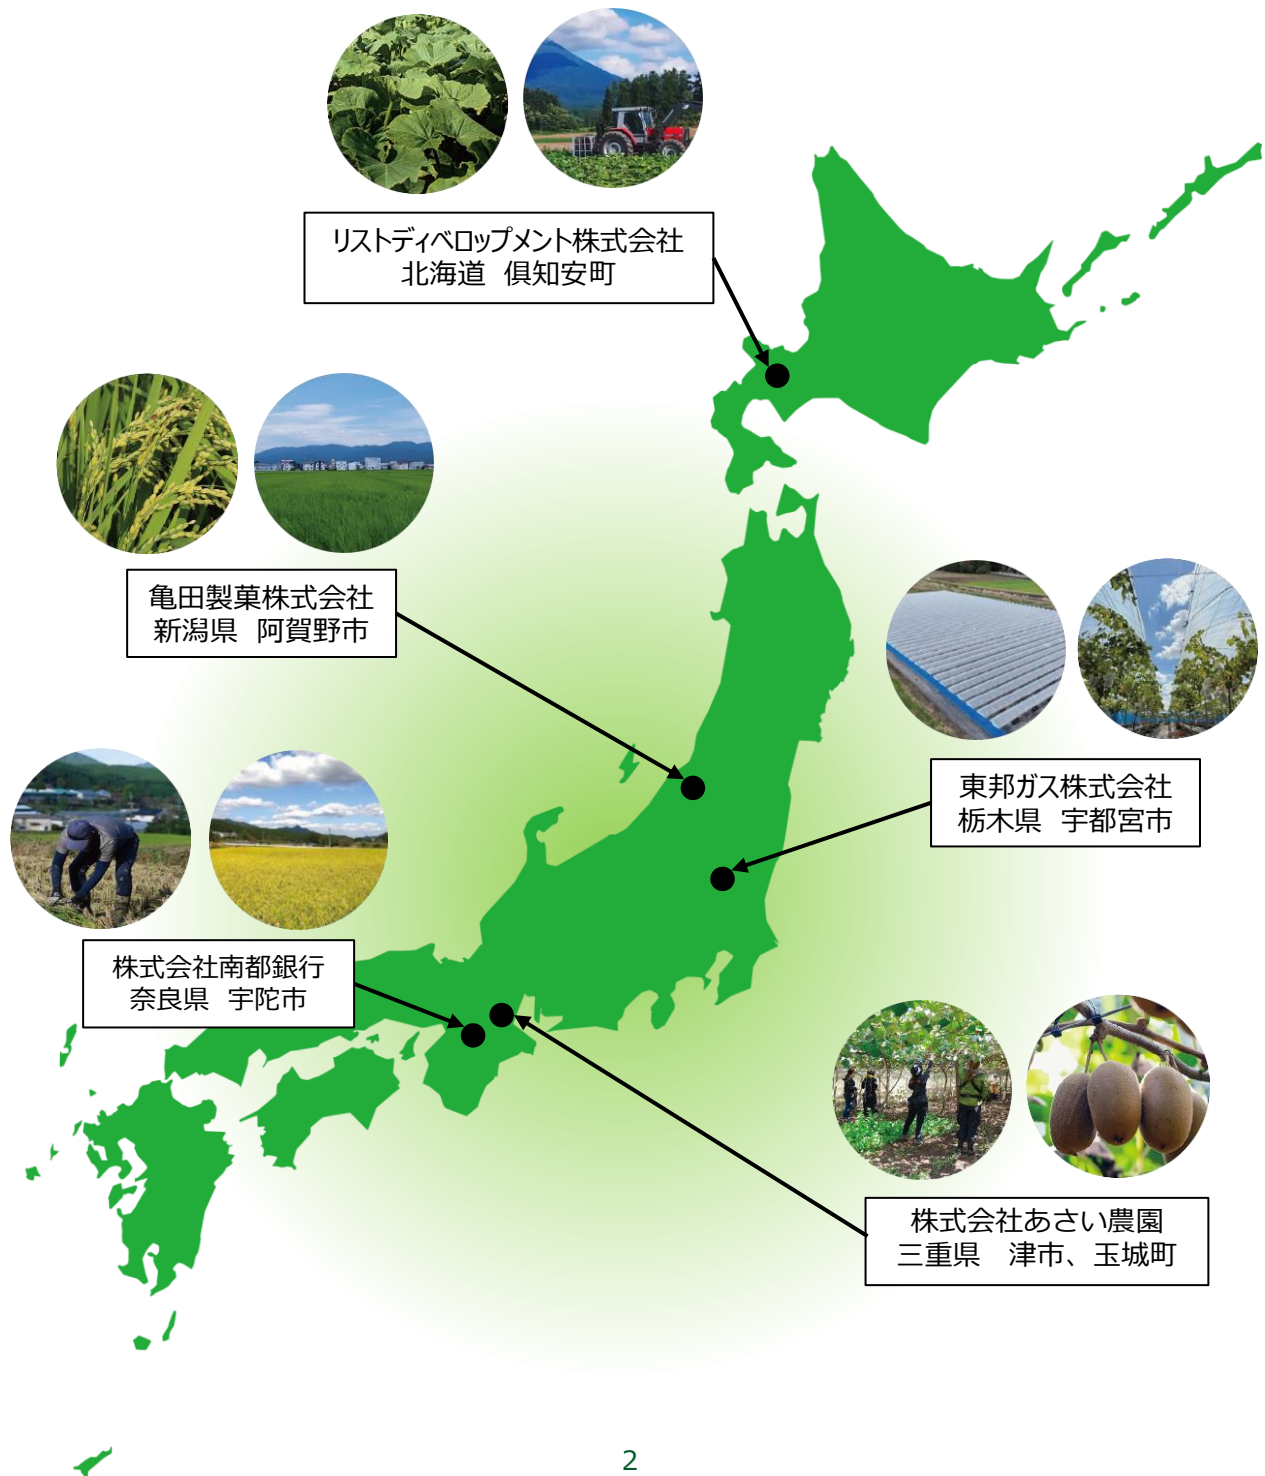 リストディベロップメント株式会社
北海道　倶知安町
亀田製菓株式会社
新潟県　阿賀野市
東邦ガス株式会社
栃木県　宇都宮市
株式会社南都銀行
奈良県　宇陀市
株式会社あさい農園
三重県　津市、玉城町
2